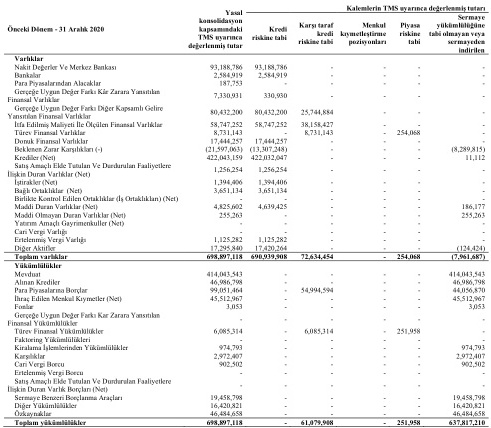 Kalemlerin TMS uyarınca değerlenmiş tutarı
Önceki Dönem - 31 Aralık 2020 | Yasal konsolidasyon kapsamındaki TMS uyarınca değerlenmiş tutar | Kredi riskine tabi | Karşı taraf kredi riskine tabi | Menkul kıymetleştirme pozisyonları | Piyasa riskine tabi | Sermaye yükümlülüğüne tabi olmayan veya sermayeden indirilen
Varlıklar
Nakit Değerler Ve Merkez Bankası 93,188,786 93,188,786 - - - -
Bankalar 2,584,919 2,584,919 - - - -
Para Piyasasından Alacaklar 187,753 - - - - -
Gerçeğe Uygun Değer Farkı Kâr Zarara Yansıtılan
Finansal Varlıklar 7,330,931 330,930 - - - -
Gerçeğe Uygun Değer Farkı Diğer Kapsamlı Gelire
Yansıtılan Finansal Varlıklar 80,432,200 80,432,200 25,744,884 - - -
İtfa Edilmiş Maliyeti İle Ölçülen Finansal Varlıklar 58,747,252 58,747,252 38,158,427 - - -
Türev Finansal Varlıklar 8,731,143 - 8,731,143 - 254,068 -
Donuk Finansal Varlıklar 17,444,257 17,444,257 - - - -
Beklenen Zarar Karşılıkları (-) (21,597,063) (13,307,248) - - - (8,289,815)
Krediler (Net) 422,043,159 422,032,047 - - - 11,112
Satış Amaçlı Elde Tutulan Ve Durdurulan Faaliyetlere
İlişkin Duran Varlıklar (Net) 1,256,254 1,256,254 - - - -
İştirakler (Net) 1,394,406 1,394,406 - - - -
Bağlı Ortaklıklar (Net) 3,651,134 3,651,134 - - - -
Birlikte Kontrol Edilen Ortaklıklar (İş Ortaklıkları) (Net) - - - - - -
Maddi Duran Varlıklar (Net) 4,825,602 4,639,425 - - - 186,177
Maddi Olmayan Duran Varlıklar (Net) 255,263 - - - - 255,263
Yatırım Amaçlı Gayrimenkuller (Net) - - - - - -
Cari Vergi Varlığı - - - - - -
Ertelenmiş Vergi Varlığı 1,125,282 1,125,282 - - - -
Diğer Aktifler 17,295,840 17,420,264 - - - (124,424)
Toplam varlıklar 698,897,118 690,939,908 72,634,454 - 254,068 (7,961,687)
Yükümlülükler
Mevduat 414,043,543 - - - - 414,043,543
Alınan Krediler 46,986,798 - - - - 46,986,798
Para Piyasalarına Borçlar 99,051,464 - 54,994,594 - - 44,056,870
İhraç Edilen Menkul Kıymetler (Net) 45,512,967 - - - - 45,512,967
Fonlar 3,053 - - - - 3,053
Gerçeğe Uygun Değer Farkı Kar Zarara Yansıtılan
Finansal Yükümlülükler - - - - - -
Türev Finansal Yükümlülükler 6,085,314 - 6,085,314 - 251,958 -
Faktoring Yükümlülükleri - - - - - -
Kiralama İşlemlerinden Yükümlülükler 974,793 - - - - 974,793
Karşılıklar 2,972,407 - - - - 2,972,407
Cari Vergi Borcu 902,502 - - - - 902,502
Ertelenmiş Vergi Borcu - - - - - -
Satış Amaçlı Elde Tutulan Ve Durdurulan Faaliyetlere
İlişkin Duran Varlık Borçları (Net) - - - - - -
Sermaye Benzeri Borçlanma Araçları 19,458,798 - - - - 19,458,798
Diğer Yükümlülükler 16,420,821 - - - - 16,420,821
Özkaynaklar 46,484,658 - - - - 46,484,658
Toplam yükümlülükler 698,897,118 - 61,079,908 - 251,958 637,817,210